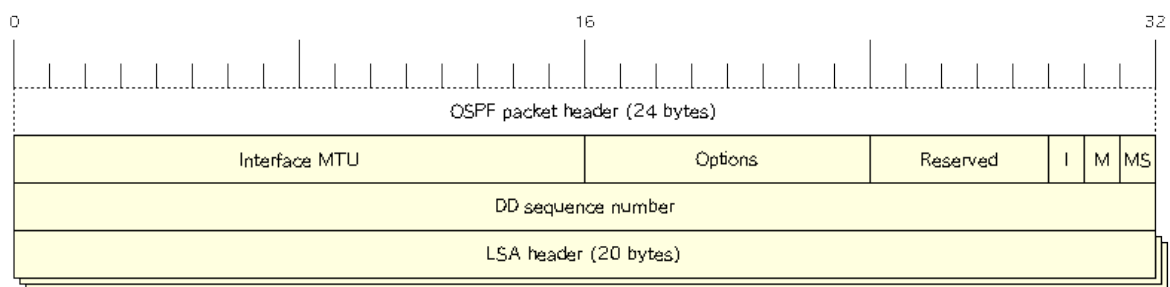 0 16 32
OSPF packet header (24 bytes)
Interface MTU Options Reserved I M MS
DD sequence number
LSA header (20 bytes)